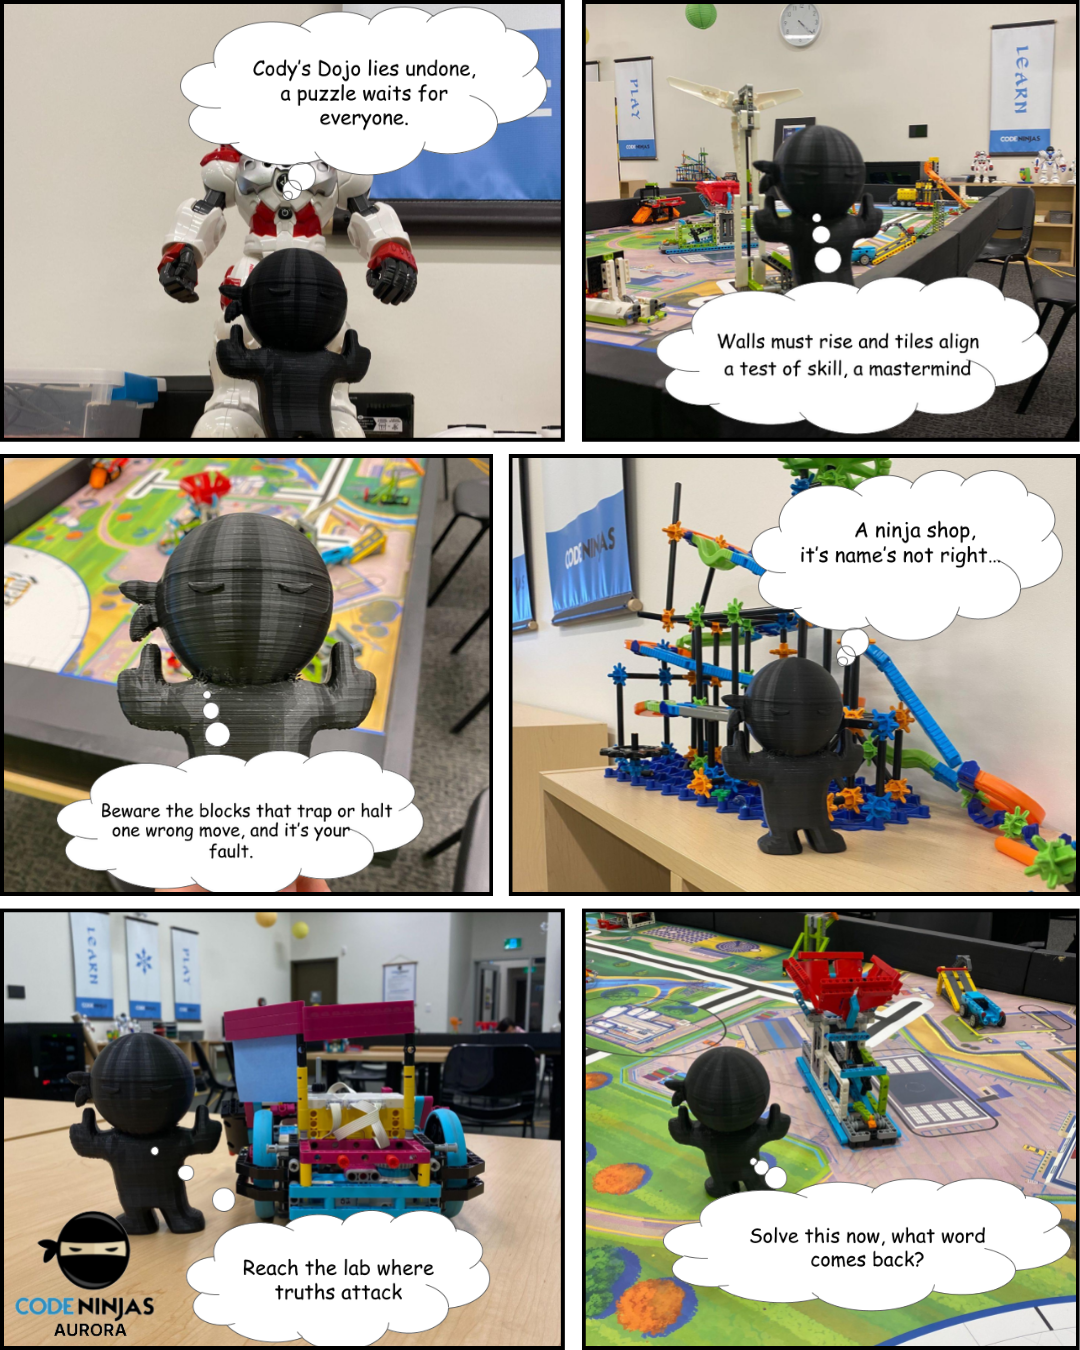 Cody's Dojo lies undone,
a puzzle waits for
everyone.
PLAY
LEARN
CODE NINJAS
Walls must rise and tiles align
a test of skill, a mastermind
Beware the blocks that trap or halt
one wrong move, and it's your
fault.
CODE NINJAS
A ninja shop,
it's name's not right...
LEARN
PLAY
Reach the lab where
truths attack
CODE NINJAS
AURORA
Solve this now, what word
comes back?